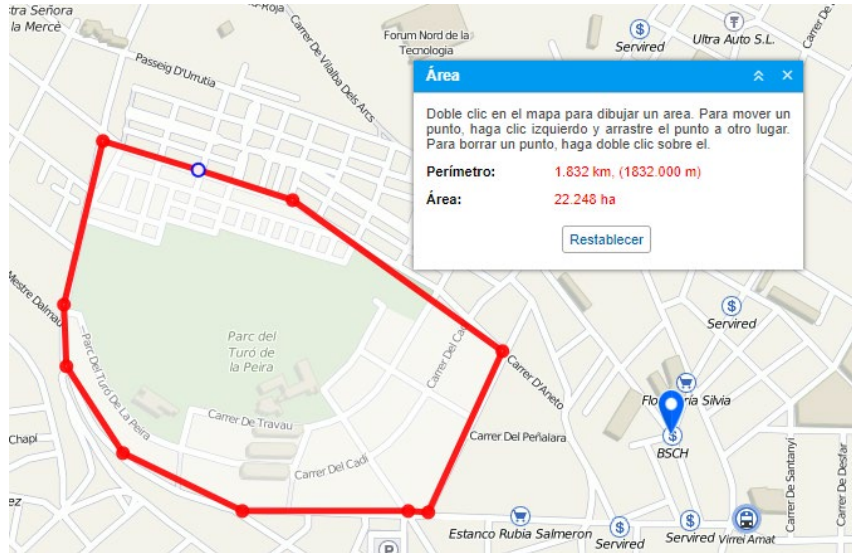 tra Señora
la Mercè
-Roja
Carrer De Vilalba Dels Arcs
Forum Nord de la
Tecnologia
Servired
Ultra Auto S.L.
Passeig D'Urrutia
Área
Doble clic en el mapa para dibujar un area. Para mover un
punto, haga clic izquierdo y arrastre el punto a otro lugar.
Para borrar un punto, haga doble clic sobre el.
Perímetro: 1.832 km, (1832.000 m)
Área: 22.248 ha
Restablecer
Mestre Dalmau
Servired
Parc del
Turó de
la Peira
Carrer Del Cadí
Carrer D'Aneto
Parc Del Turó De La Peira
Silvia
Carrer De Travau
Chapí
Carrer Del Peñalara
BSCH
Carrer Del Cadí
Carrer De Santanyí
Carrer De Desfar
ez
Estanco Rubia Salmeron
Servired
Servired
Virrei Amat
P